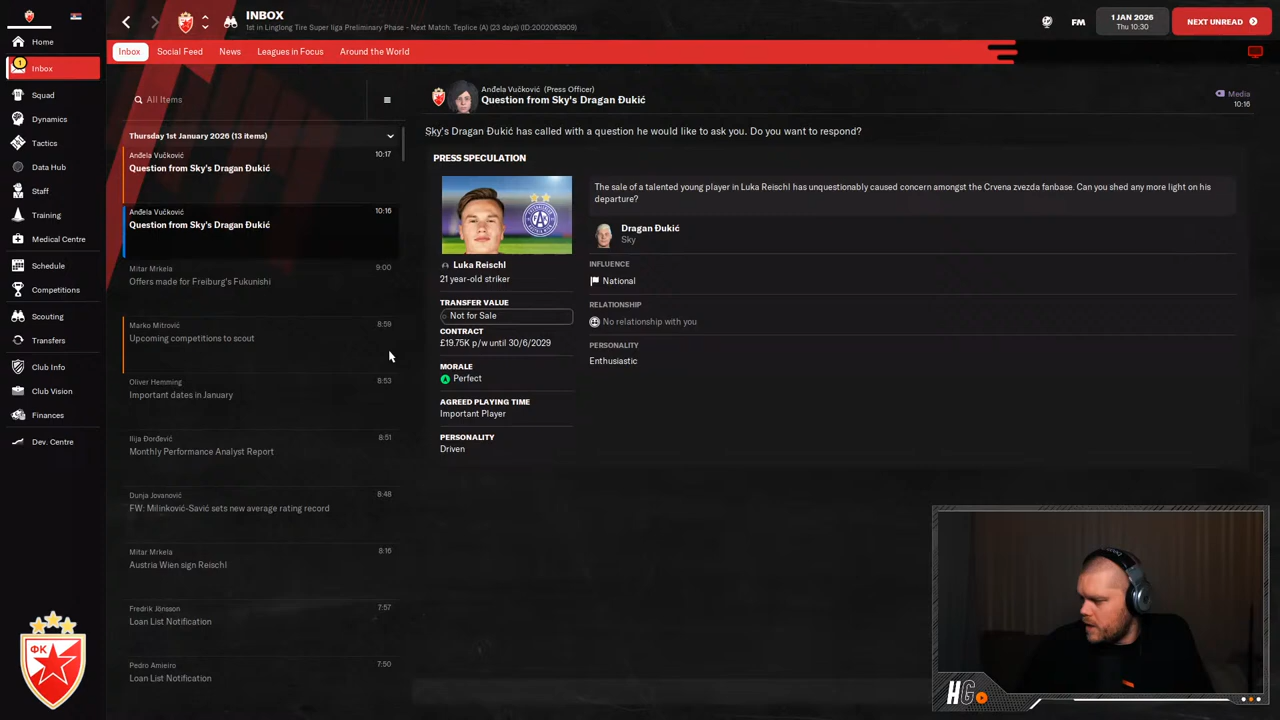 INBOX
1st in Linglong Tire Super liga Preliminary Phase - Next Match: Teplice (A) (23 days) (ID:2002063909)
FM
1 JAN 2026
Thu 10:30
NEXT UNREAD
Home
1
Inbox
Squad
Dynamics
Tactics
Data Hub
Staff
Training
Medical Centre
Schedule
Competitions
Scouting
Transfers
Club Info
Club Vision
Finances
Dev. Centre
ФК
Inbox
Social Feed
News
Leagues in Focus
Around the World
All Items
Thursday 1st January 2026 (13 items)
Anđela Vučković
10:17
Question from Sky's Dragan Đukić
Anđela Vučković
10:16
Question from Sky's Dragan Đukić
Mitar Mrkela
9:00
Offers made for Freiburg's Fukunishi
Marko Mitrović
8:59
Upcoming competitions to scout
Oliver Hemming
8:53
Important dates in January
Ilija Đorđević
8:51
Monthly Performance Analyst Report
Dunja Jovanović
8:48
FW: Milinković-Savić sets new average rating record
Mitar Mrkela
8:16
Austria Wien sign Reischl
Fredrik Jónsson
7:57
Loan List Notification
Pedro Amieiro
7:50
Loan List Notification
Anđela Vučković (Press Officer)
Question from Sky's Dragan Đukić
Media
10:16
Sky's Dragan Đukić has called with a question he would like to ask you. Do you want to respond?
PRESS SPECULATION
Luka Reischl
21 year-old striker
TRANSFER VALUE
Not for Sale
CONTRACT
£19.75K p/w until 30/6/2029
MORALE
Perfect
AGREED PLAYING TIME
Important Player
PERSONALITY
Driven
The sale of a talented young player in Luka Reischl has unquestionably caused concern amongst the Crvena zvezda fanbase. Can you shed any more light on his
departure?
Dragan Đukić
Sky
INFLUENCE
National
RELATIONSHIP
No relationship with you
PERSONALITY
Enthusiastic
HG